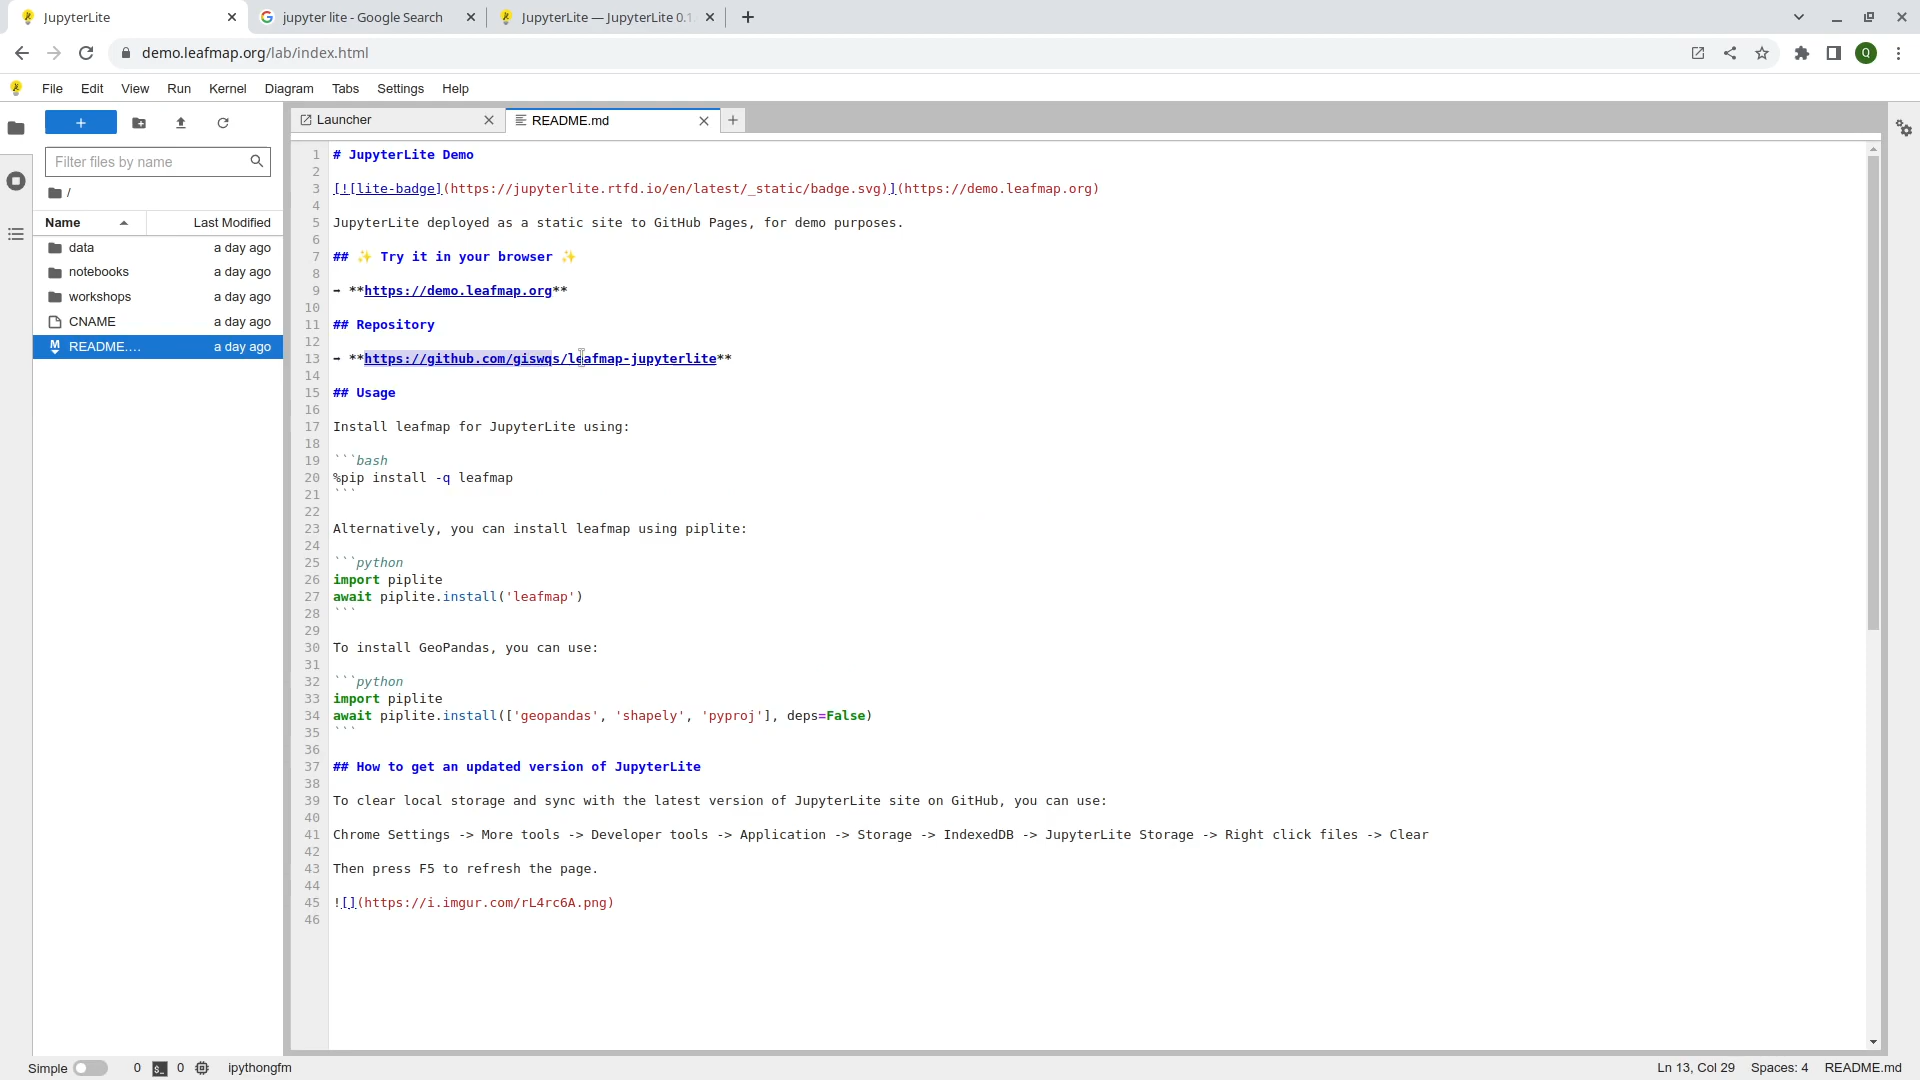 JupyterLite
jupyter lite - Google Search
JupyterLite — JupyterLite 0.1.
demo.leafmap.org/lab/index.html
Q
File Edit View Run Kernel Diagram Tabs Settings Help
Filter files by name
/
Name Last Modified
data a day ago
notebooks a day ago
workshops a day ago
CNAME a day ago
README.... a day ago
Launcher
README.md
1 # JupyterLite Demo
2
3 [![lite-badge](https://jupyterlite.rtfd.io/en/latest/_static/badge.svg)](https://demo.leafmap.org)
4
5 JupyterLite deployed as a static site to GitHub Pages, for demo purposes.
6
7 ## ✨ Try it in your browser ✨
8
9 ➡ **https://demo.leafmap.org**
10
11 ## Repository
12
13 ➡ **https://github.com/giswqs/leafmap-jupyterlite**
14
15 ## Usage
16
17 Install leafmap for JupyterLite using:
18
19 ```bash
20 %pip install -q leafmap
21 ```
22
23 Alternatively, you can install leafmap using piplite:
24
25 ```python
26 import piplite
27 await piplite.install('leafmap')
28 ```
29
30 To install GeoPandas, you can use:
31
32 ```python
33 import piplite
34 await piplite.install(['geopandas', 'shapely', 'pyproj'], deps=False)
35 ```
36
37 ## How to get an updated version of JupyterLite
38
39 To clear local storage and sync with the latest version of JupyterLite site on GitHub, you can use:
40
41 Chrome Settings -> More tools -> Developer tools -> Application -> Storage -> IndexedDB -> JupyterLite Storage -> Right click files -> Clear
42
43 Then press F5 to refresh the page.
44
45 ![](https://i.imgur.com/rL4rc6A.png)
46
Simple 0 0 ipythongfm Ln 13, Col 29 Spaces: 4 README.md